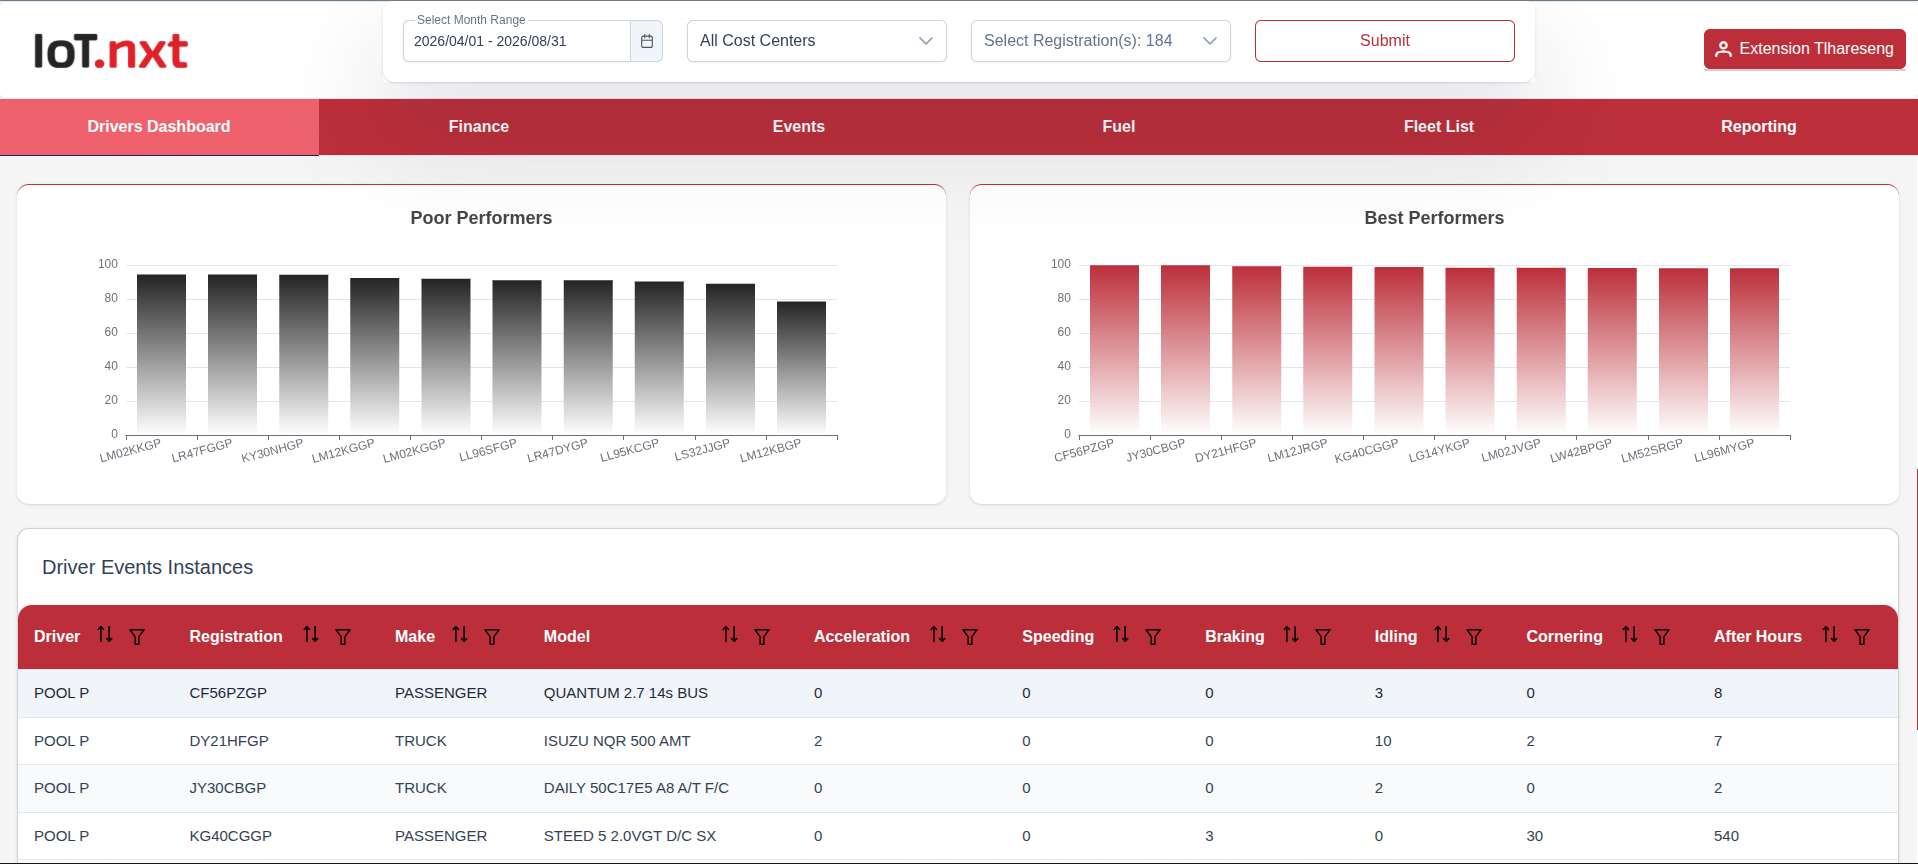 IoT.nxt
Select Month Range
2026/04/01 - 2026/08/31
All Cost Centers
Select Registration(s): 184
Submit
Extension Tlhareseng
Drivers Dashboard
Finance
Events
Fuel
Fleet List
Reporting
Poor Performers
100
80
60
40
20
0
LM02KKGP
LR47FGGP
KY30NHGP
LM12KGGP
LM02KGGP
LL96SFGP
LR47DYGP
LL95KCGP
LS32JJGP
LM12KBGP
Best Performers
100
80
60
40
20
0
CF56PZGP
JY30CBGP
DY21HFGP
LM12JRGP
KG40CGGP
LG14YKGP
LM02JVGP
LW42BPGP
LM52SRGP
LL96MYGP
Driver Events Instances
Driver Registration Make Model Acceleration Speeding Braking Idling Cornering After Hours
POOL P CF56PZGP PASSENGER QUANTUM 2.7 14s BUS 0 0 0 3 0 8
POOL P DY21HFGP TRUCK ISUZU NQR 500 AMT 2 0 0 10 2 7
POOL P JY30CBGP TRUCK DAILY 50C17E5 A8 A/T F/C 0 0 0 2 0 2
POOL P KG40CGGP PASSENGER STEED 5 2.0VGT D/C SX 0 0 3 0 30 540